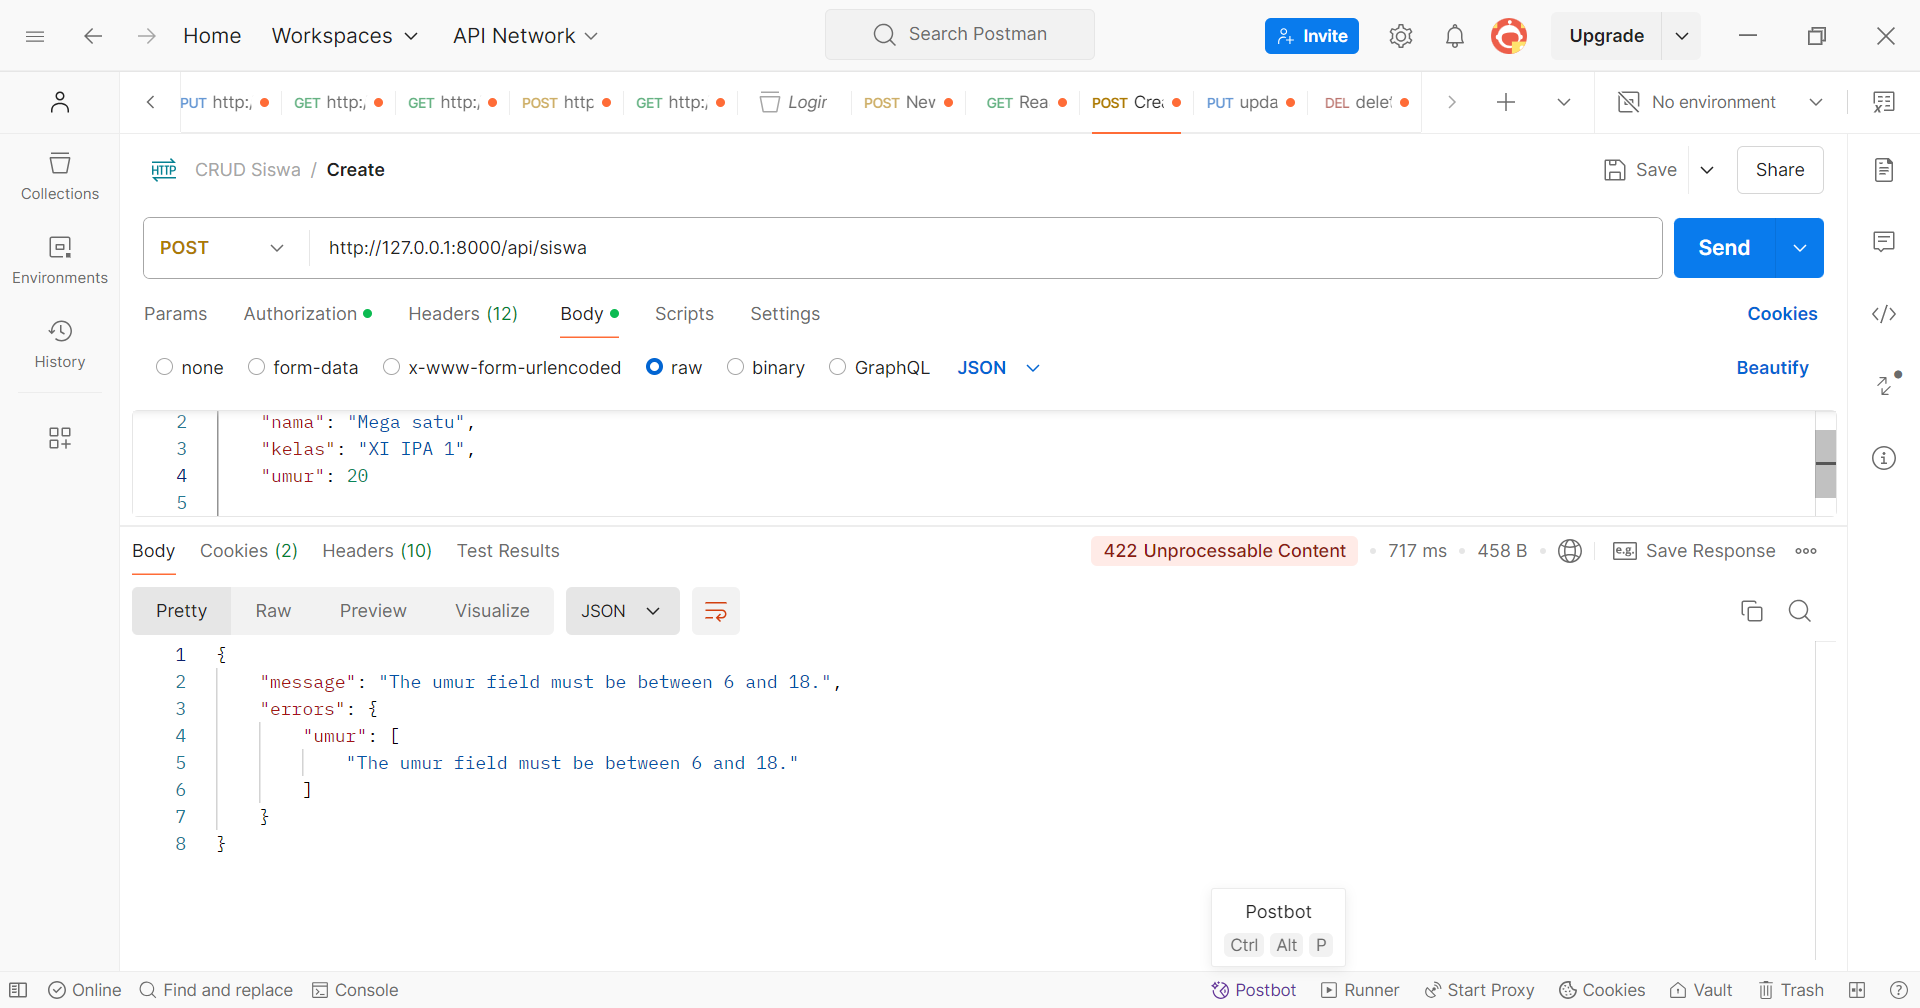 Home Workspaces API Network Search Postman Invite Upgrade
PUT http:/ GET http:/ GET http:/ POST http GET http:/ Login POST New GET Rea POST Crea PUT upda DEL delet No environment
HTTP CRUD Siswa / Create Save Share
Collections
POST http://127.0.0.1:8000/api/siswa Send
Environments
Params Authorization Headers (12) Body Scripts Settings Cookies
History
none form-data x-www-form-urlencoded raw binary GraphQL JSON Beautify
2 "nama": "Mega satu",
3 "kelas": "XI IPA 1",
4 "umur": 20
5
Body Cookies (2) Headers (10) Test Results 422 Unprocessable Content 717 ms 458 B e.g. Save Response
Pretty Raw Preview Visualize JSON
1 {
2 "message": "The umur field must be between 6 and 18.",
3 "errors": {
4 "umur": [
5 "The umur field must be between 6 and 18."
6 ]
7 }
8 }
Postbot
Ctrl Alt P
Online Find and replace Console Postbot Runner Start Proxy Cookies Vault Trash